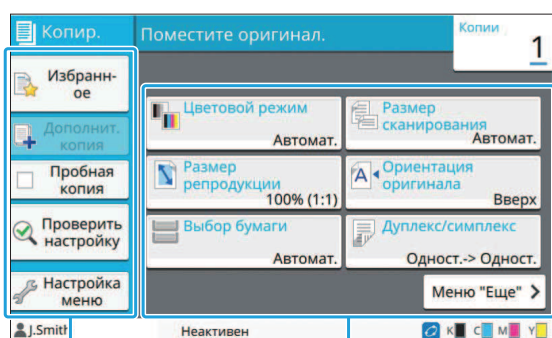 Копир.
Поместите оригинал.
Копии
1
Избранн-
ое
Дополнит.
копия
Пробная
копия
Проверить
настройку
Настройка
меню
Цветовой режим
Автомат.
Размер
сканирования
Автомат.
Размер
репродукции
100% (1:1)
Ориентация
оригинала
Вверх
Выбор бумаги
Автомат.
Дуплекс/симплекс
Одност.-> Одност.
Меню "Еще"
J.Smith
Неактивен
K C M Y